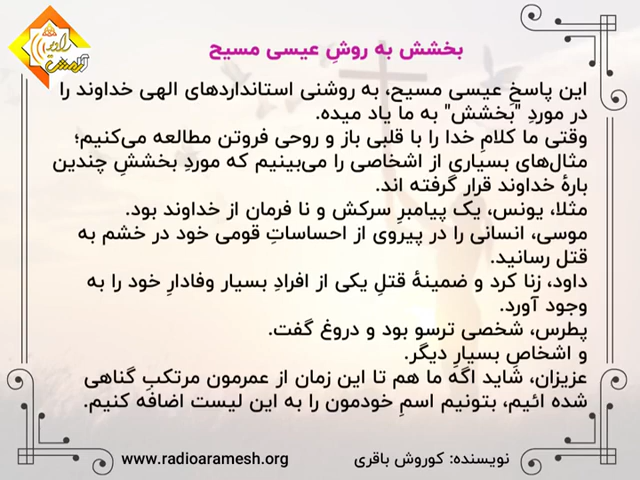 رادیو آرامش
بخشش به روشِ عیسی مسیح
این پاسخِ عیسی مسیح، به روشنی استانداردهای الهی خداوند را
در موردِ "بخشش" به ما یاد میده.
وقتی ما کلامِ خدا را با قلبی باز و روحی فروتن مطالعه می‌کنیم؛
مثال‌های بسیاری از اشخاصی را می‌بینیم که موردِ بخششِ چندین
بارهٔ خداوند قرار گرفته اند.
مثلا، یونس، یک پیامبرِ سرکش و نا فرمان از خداوند بود.
موسی، انسانی را در پیروی از احساساتِ قومی خود در خشم به
قتل رسانید.
داود، زنا کرد و ضمینهٔ قتلِ یکی از افرادِ بسیار وفادارِ خود را به
وجود آورد.
پطرس، شخصی ترسو بود و دروغ گفت.
و اشخاصِ بسیارِ دیگر.
عزیزان، شاید اگه ما هم تا این زمان از عمرمون مرتکبِ گناهی
شده ائیم، بتونیم اسمِ خودمون را به این لیست اضافه کنیم.
نویسنده: کوروش باقری
www.radioaramesh.org